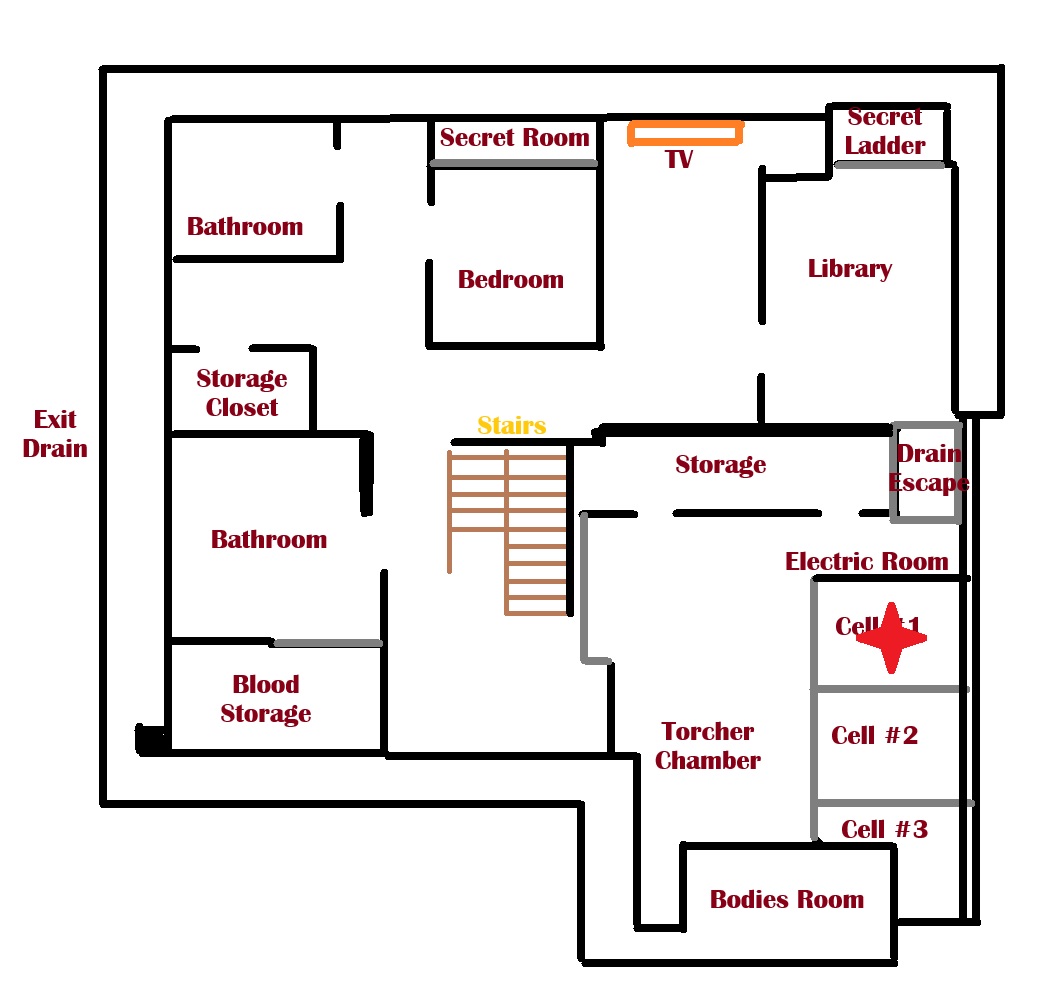 Secret
Ladder
Secret Room
TV
Bathroom
Library
Bedroom
Storage
Closet
Exit
Drain
Stairs
Storage
Drain
Escape
Bathroom
Electric Room
Cell #1
Blood
Storage
Torcher
Chamber
Cell #2
Cell #3
Bodies Room